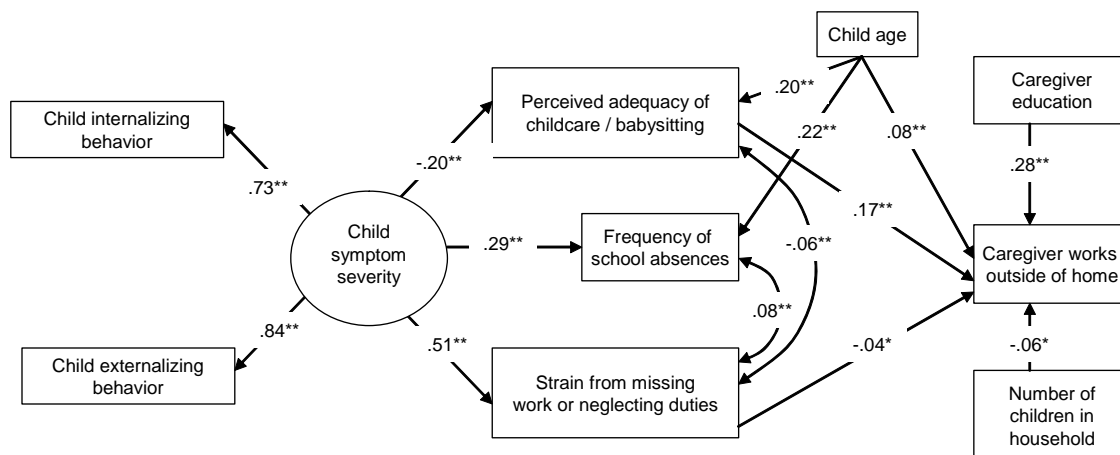 Child age
Perceived adequacy of
childcare / babysitting
.20**
Caregiver
education
Child internalizing
behavior
.22**
.08**
-.20**
.28**
.73**
.17**
Child
symptom
severity
.29**
Frequency of
school absences
-.06**
Caregiver works
outside of home
.08**
.84**
.51**
-.04*
-.06*
Child externalizing
behavior
Strain from missing
work or neglecting duties
Number of
children in
household